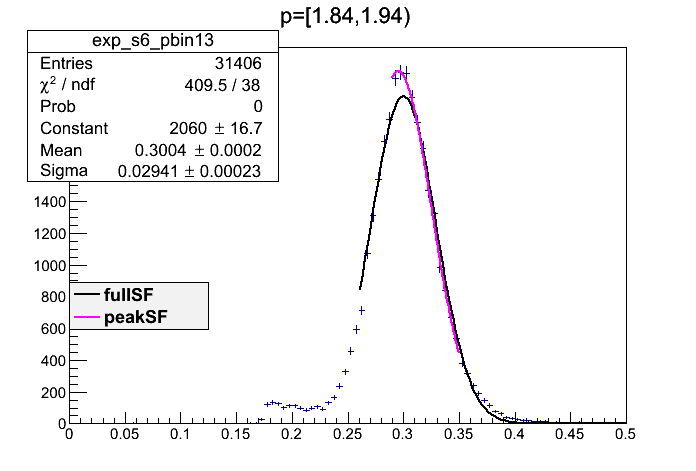 p=[1.84,1.94)
exp_s6_pbin13
Entries 31406
χ² / ndf 409.5 / 38
Prob 0
Constant 2060 ± 16.7
Mean 0.3004 ± 0.0002
Sigma 0.02941 ± 0.00023
1400
1200
1000
800
fullSF
peakSF
600
400
200
0
0 0.05 0.1 0.15 0.2 0.25 0.3 0.35 0.4 0.45 0.5